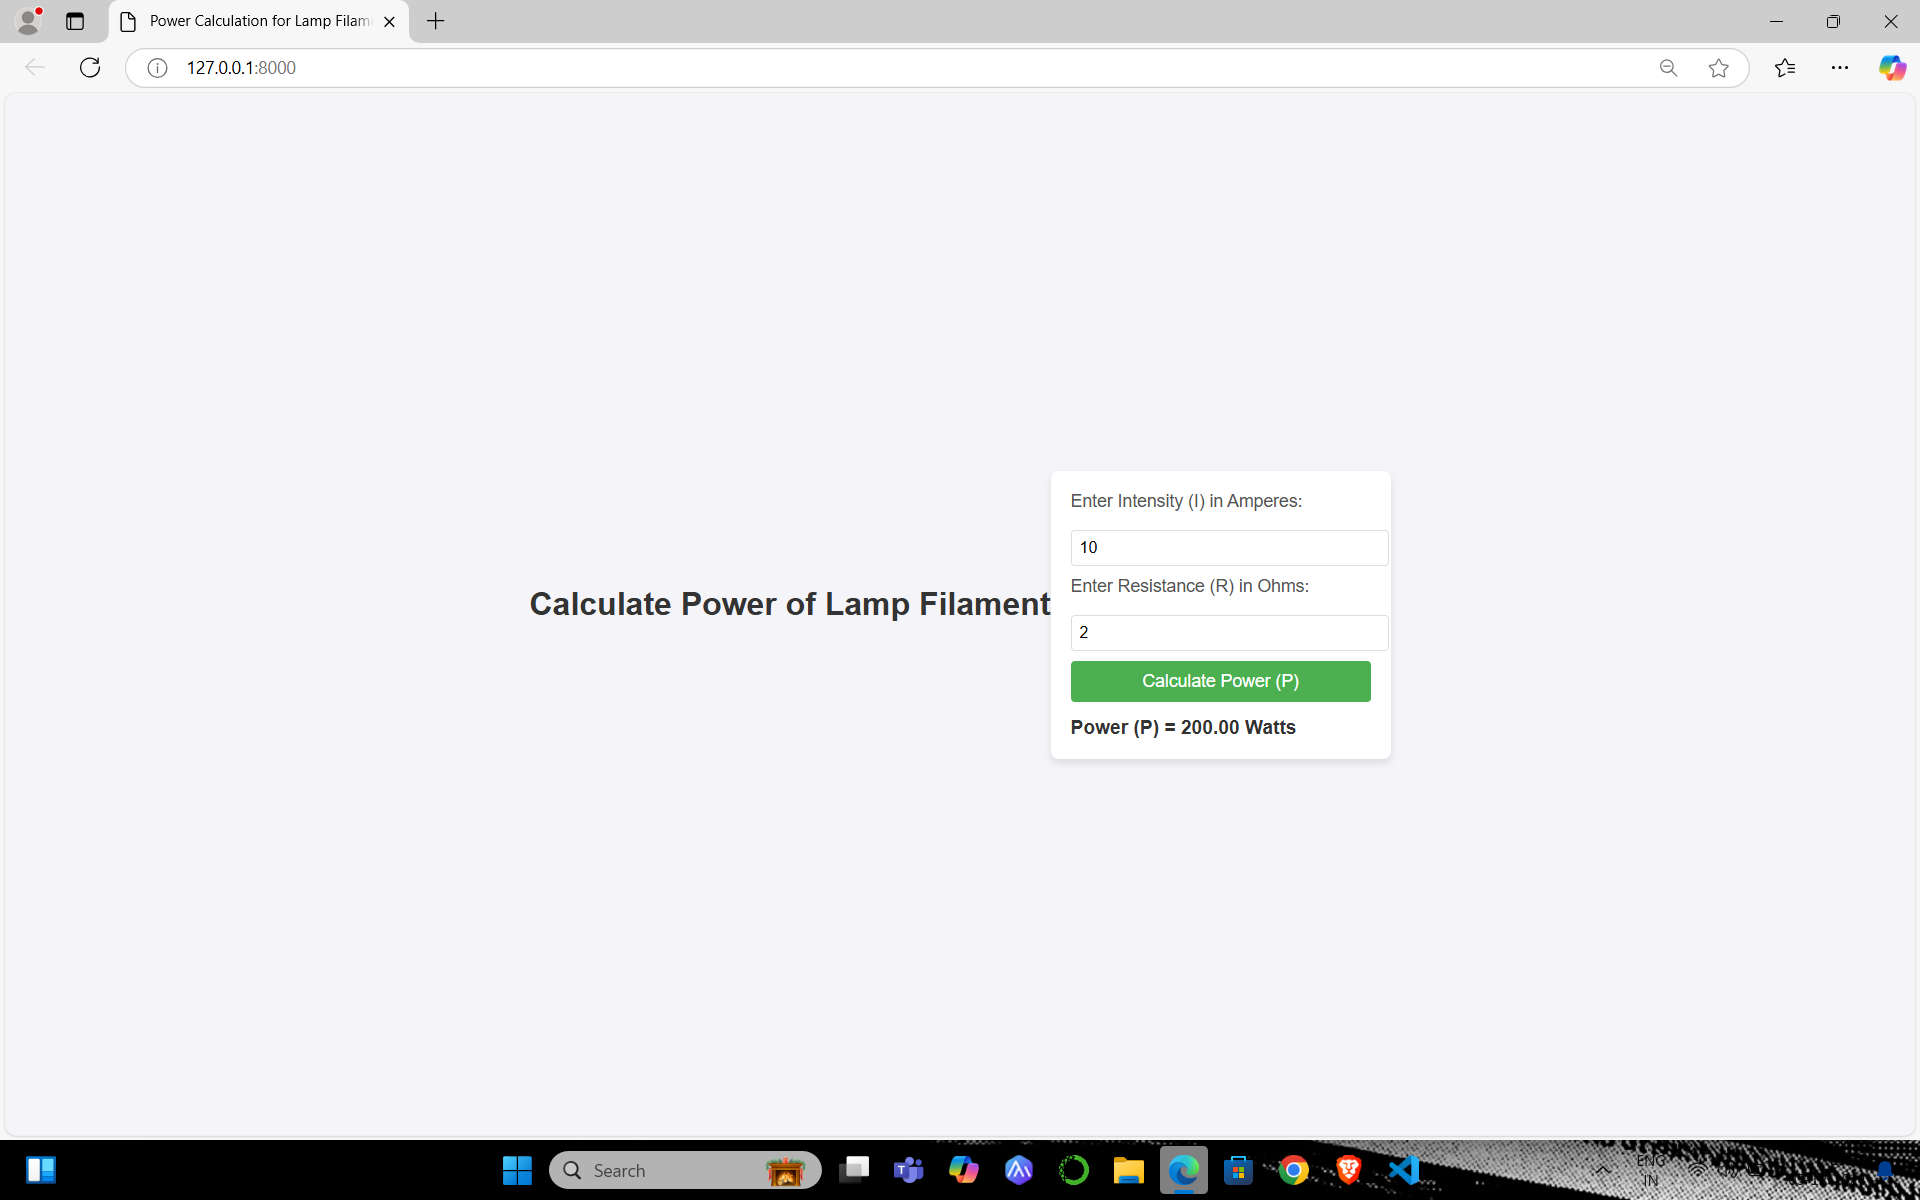 Power Calculation for Lamp Filam
127.0.0.1:8000
Enter Intensity (I) in Amperes:
10
Enter Resistance (R) in Ohms:
Calculate Power of Lamp Filament
2
Calculate Power (P)
Power (P) = 200.00 Watts
Search
ENG
IN